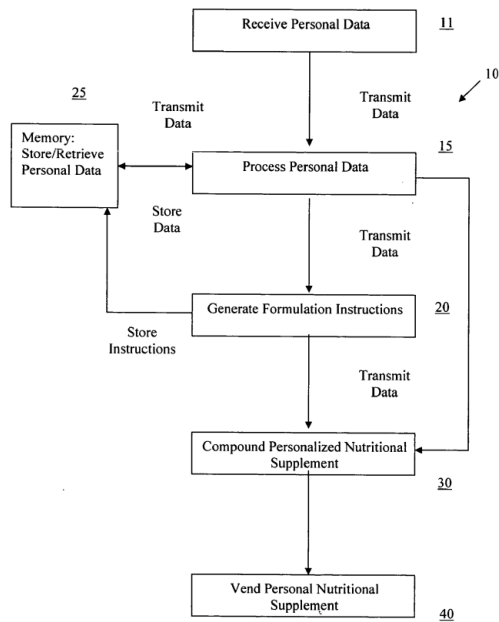 Receive Personal Data
11
10
25
Transmit
Data
Transmit
Data
15
Memory:
Store/Retrieve
Personal Data
Process Personal Data
Store
Data
Transmit
Data
20
Generate Formulation Instructions
Store
Instructions
Transmit
Data
Compound Personalized Nutritional
Supplement
30
Vend Personal Nutritional
Supplement
40